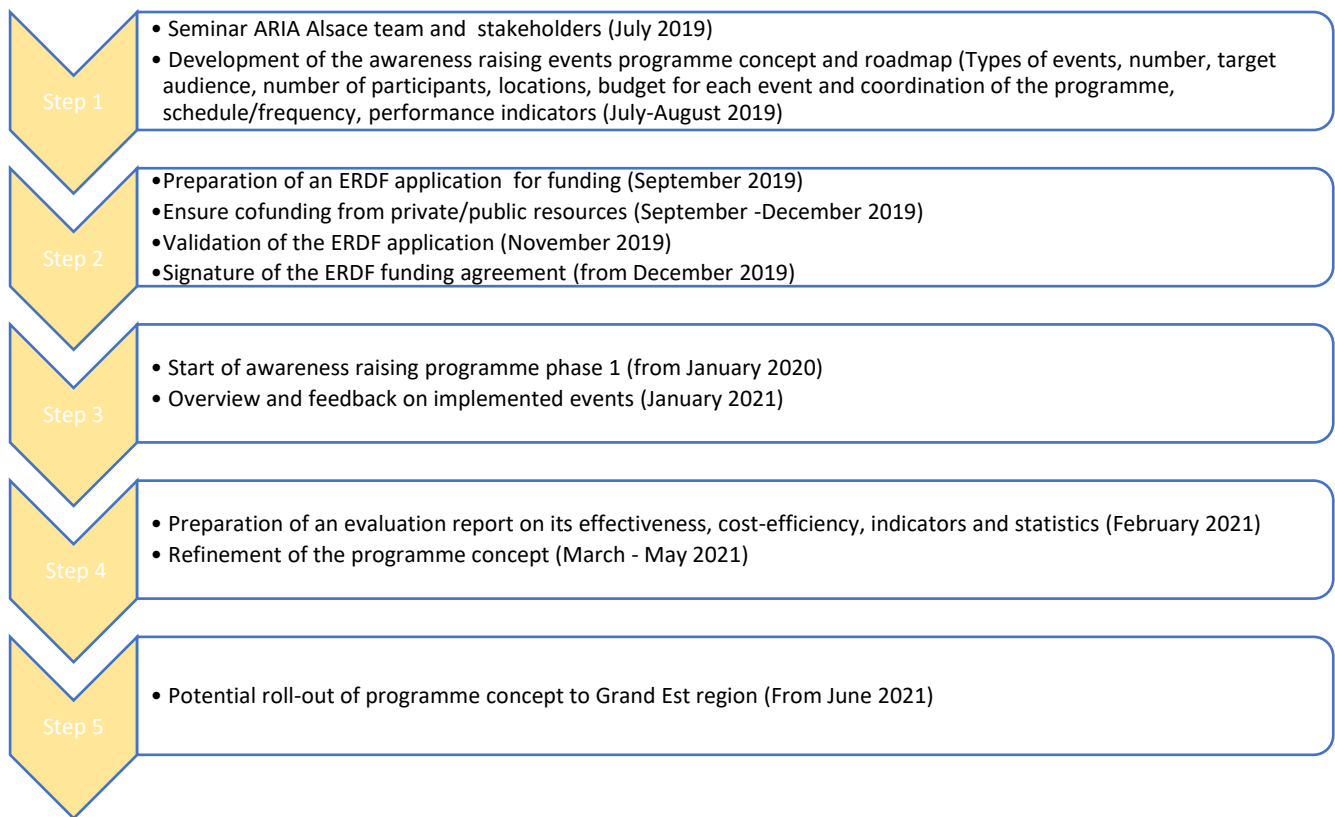 Step 1
• Seminar ARIA Alsace team and  stakeholders (July 2019)
• Development of the awareness raising events programme concept and roadmap (Types of events, number, target
audience, number of participants, locations, budget for each event and coordination of the programme,
schedule/frequency, performance indicators (July-August 2019)
Step 2
•Preparation of an ERDF application  for funding (September 2019)
•Ensure cofunding from private/public resources (September -December 2019)
•Validation of the ERDF application (November 2019)
•Signature of the ERDF funding agreement (from December 2019)
Step 3
• Start of awareness raising programme phase 1 (from January 2020)
• Overview and feedback on implemented events (January 2021)
Step 4
• Preparation of an evaluation report on its effectiveness, cost-efficiency, indicators and statistics (February 2021)
• Refinement of the programme concept (March - May 2021)
Step 5
• Potential roll-out of programme concept to Grand Est region (From June 2021)